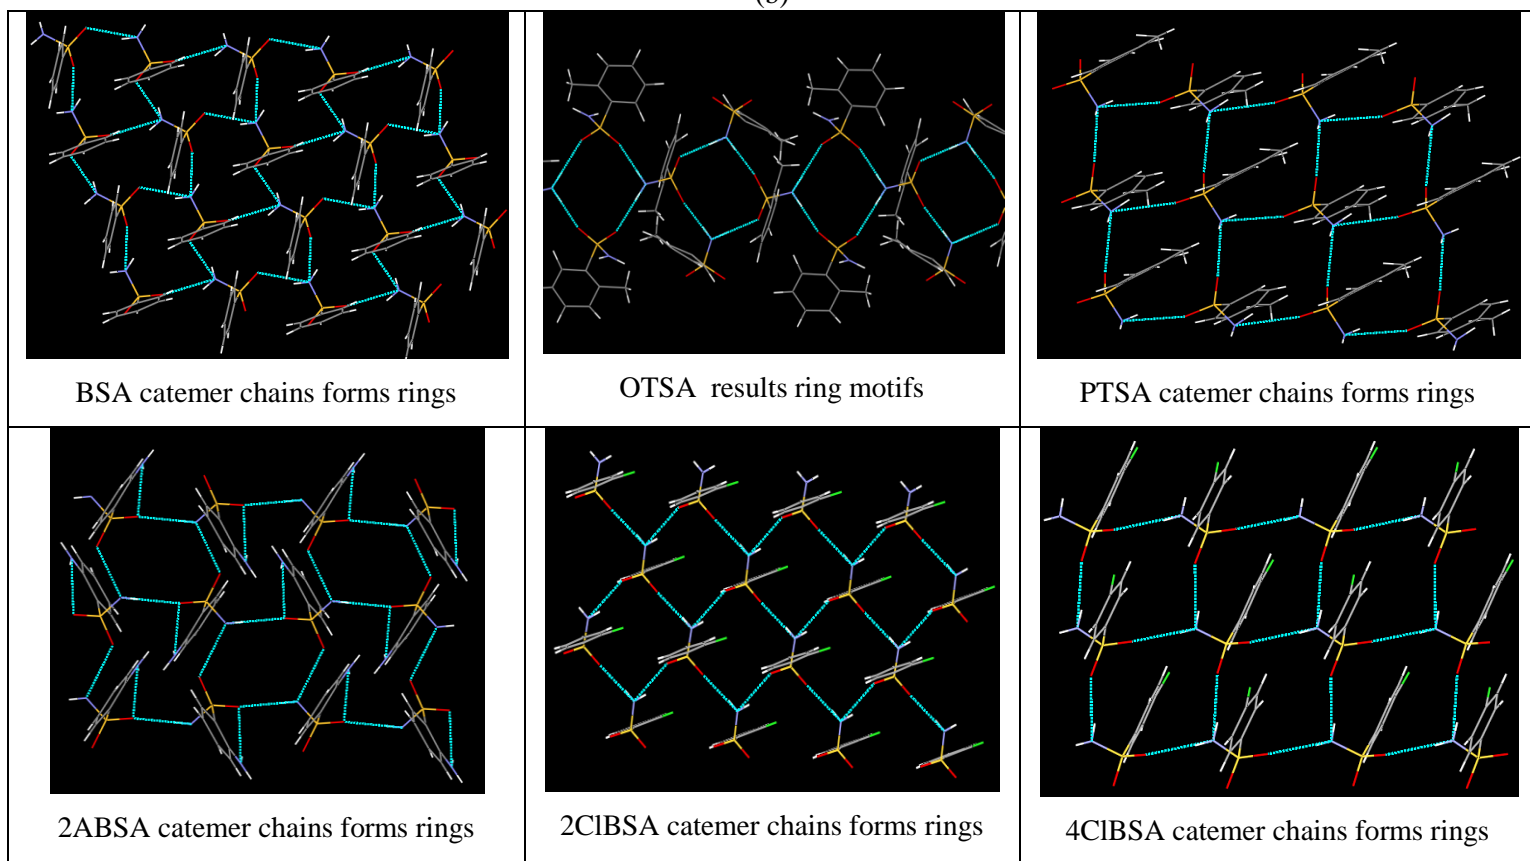 (b)
BSA catemer chains forms rings
OTSA results ring motifs
PTSA catemer chains forms rings
2ABSA catemer chains forms rings
2ClBSA catemer chains forms rings
4ClBSA catemer chains forms rings